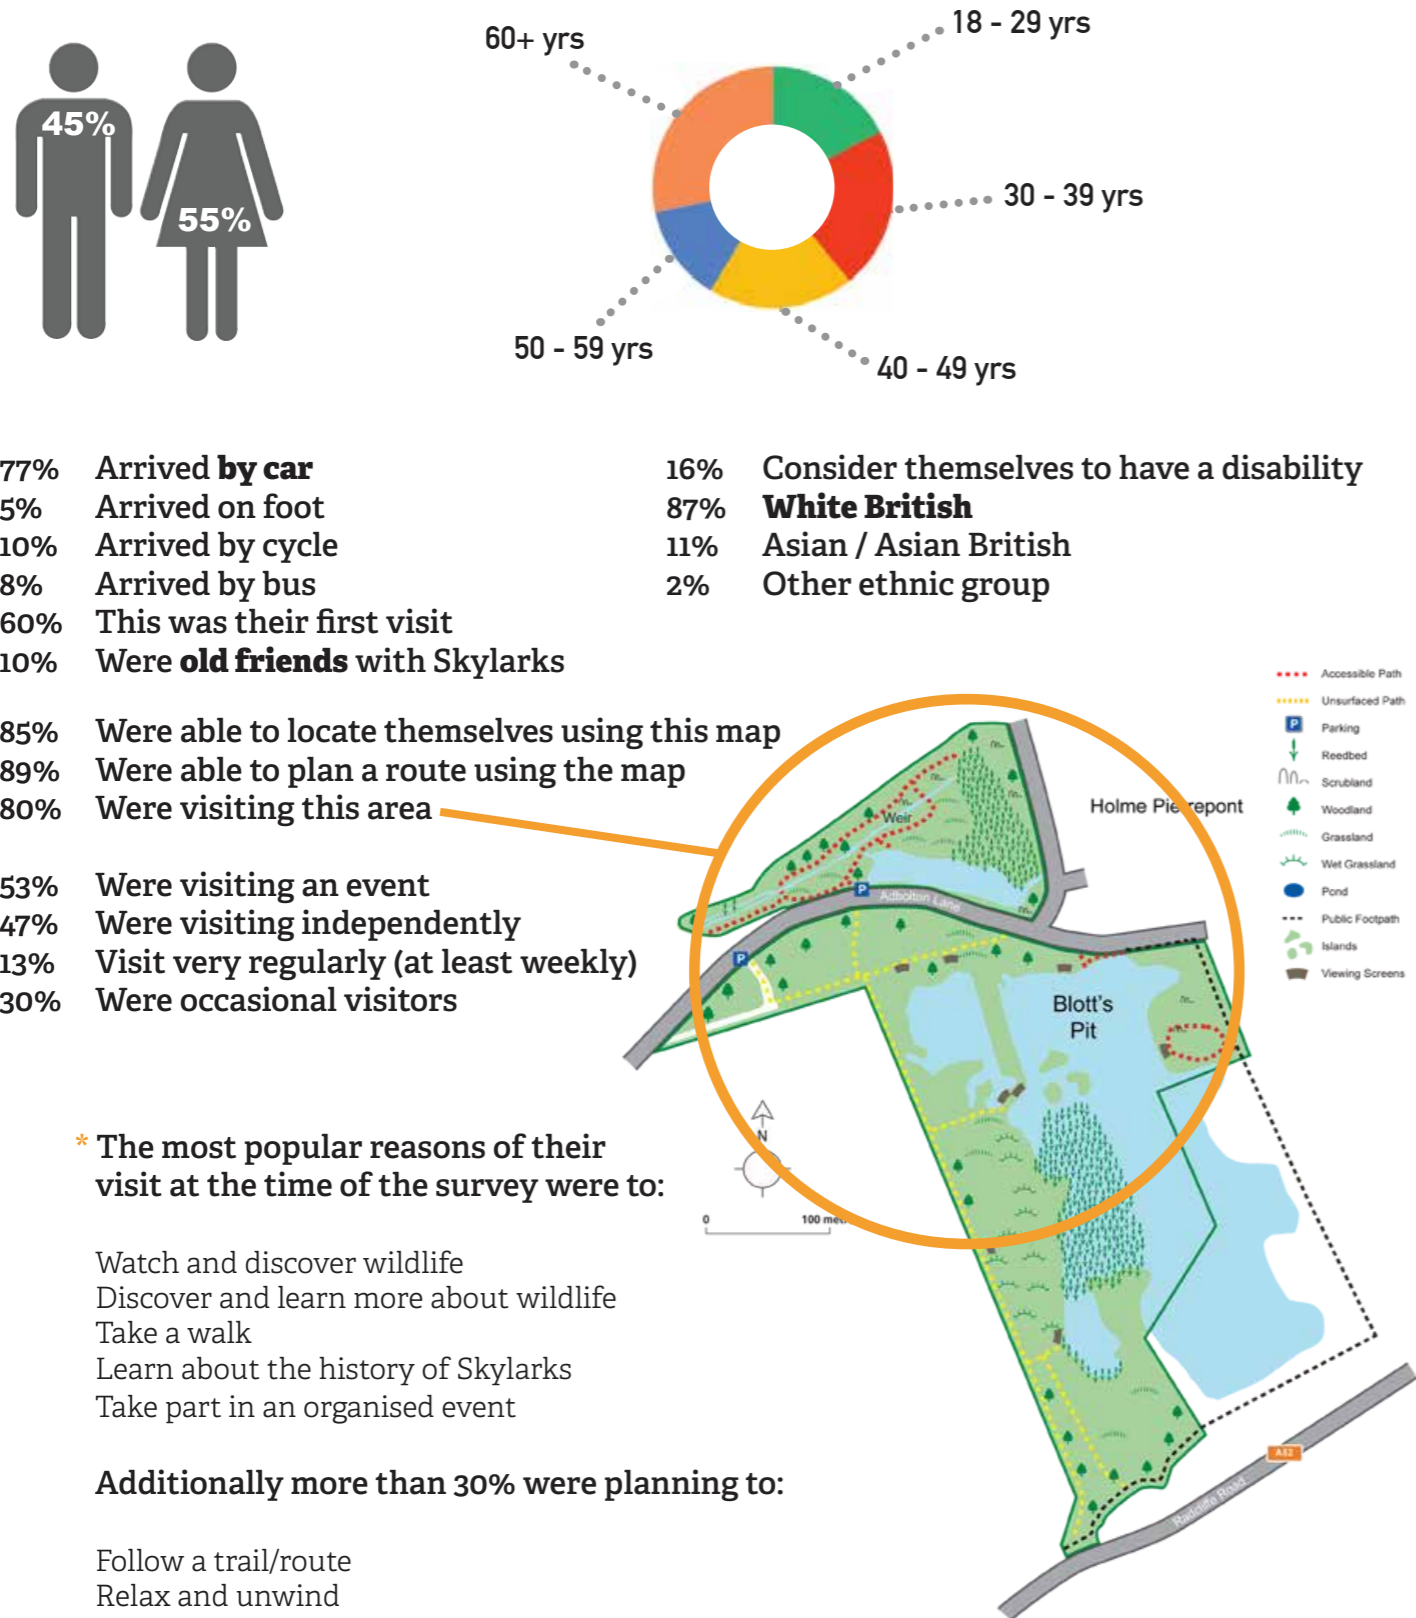 45%
55%
60+ yrs
18 - 29 yrs
30 - 39 yrs
50 - 59 yrs
40 - 49 yrs
77% Arrived by car
5% Arrived on foot
10% Arrived by cycle
8% Arrived by bus
60% This was their first visit
10% Were old friends with Skylarks
16% Consider themselves to have a disability
87% White British
11% Asian / Asian British
2% Other ethnic group
85% Were able to locate themselves using this map
89% Were able to plan a route using the map
80% Were visiting this area
53% Were visiting an event
47% Were visiting independently
13% Visit very regularly (at least weekly)
30% Were occasional visitors
* The most popular reasons of their
visit at the time of the survey were to:
Watch and discover wildlife
Discover and learn more about wildlife
Take a walk
Learn about the history of Skylarks
Take part in an organised event
Additionally more than 30% were planning to:
Follow a trail/route
Relax and unwind
Accessible Path
Unsurfaced Path
P Parking
Reedbed
Scrubland
Woodland
Grassland
Wet Grassland
Pond
Public Footpath
Islands
Viewing Screens
Holme Pierrepont
Weir
P
Adbolton Lane
P
Blott's
Pit
N
0 100
A52
Radcliffe Road